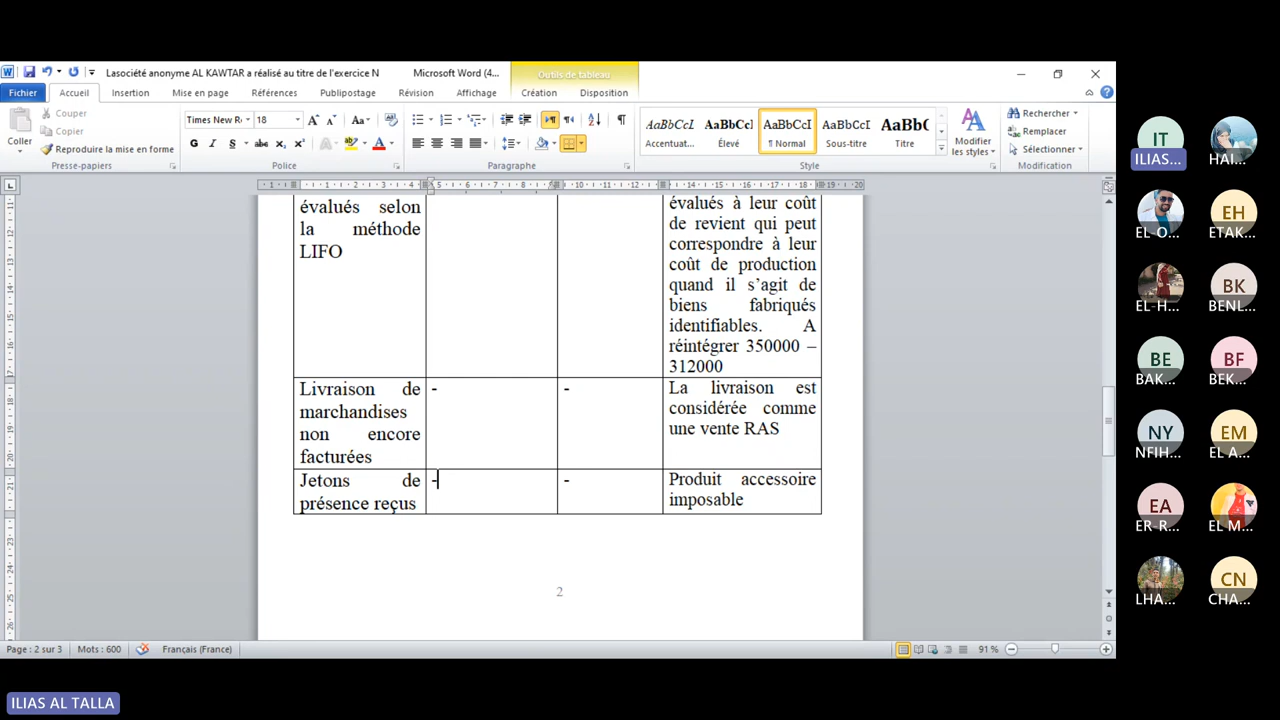 Lasociété anonyme AL KAWTAR a réalisé au titre de l'exercice N
Microsoft Word (4...
Outils de tableau
Fichier
Accueil
Insertion
Mise en page
Références
Publipostage
Révision
Affichage
Création
Disposition
Coller
Couper
Copier
Reproduire la mise en forme
Presse-papiers
Times New R
18
Police
Paragraphe
AaBbCcL
Accentuat...
AaBbCc
Élevé
AaBbCcI
¶ Normal
AaBbCcI
Sous-titre
AaBb(
Titre
Modifier
les styles
Style
Rechercher
Remplacer
Sélectionner
Modification
évalués selon
la méthode
LIFO
évalués à leur coût
de revient qui peut
correspondre à leur
coût de production
quand il s'agit de
biens fabriqués
identifiables. A
réintégrer 350000 –
312000
Livraison de
marchandises
non encore
facturées
-
-
La livraison est
considérée comme
une vente RAS
Jetons de
présence reçus
-
-
Produit accessoire
imposable
2
Page : 2 sur 3
Mots : 600
Français (France)
91 %
IT
ILIAS...
HAI...
EL-O...
EH
ETAK...
EL-H...
BK
BENL...
BE
BAK...
BF
BEK...
NY
NFIH...
EM
EL A...
EA
ER-R...
EL M...
LHA...
CN
CHA...
ILIAS AL TALLA